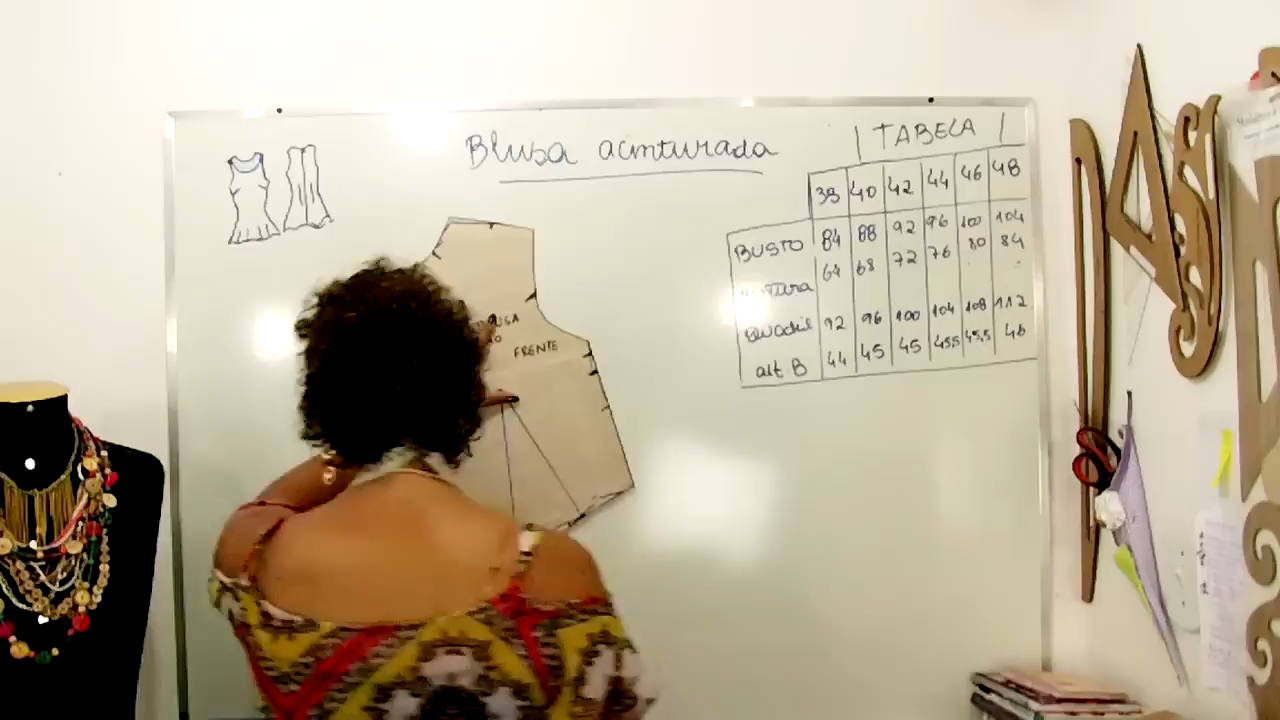 Blusa acinturada
TABELA
38 40 42 44 46 48
BUSTO 84 88 92 96 100 104
64 68 72 76 80 84
Quadril 92 96 100 104 108 112
alt. B 44 45 45 45,5 45,5 46
FRENTE